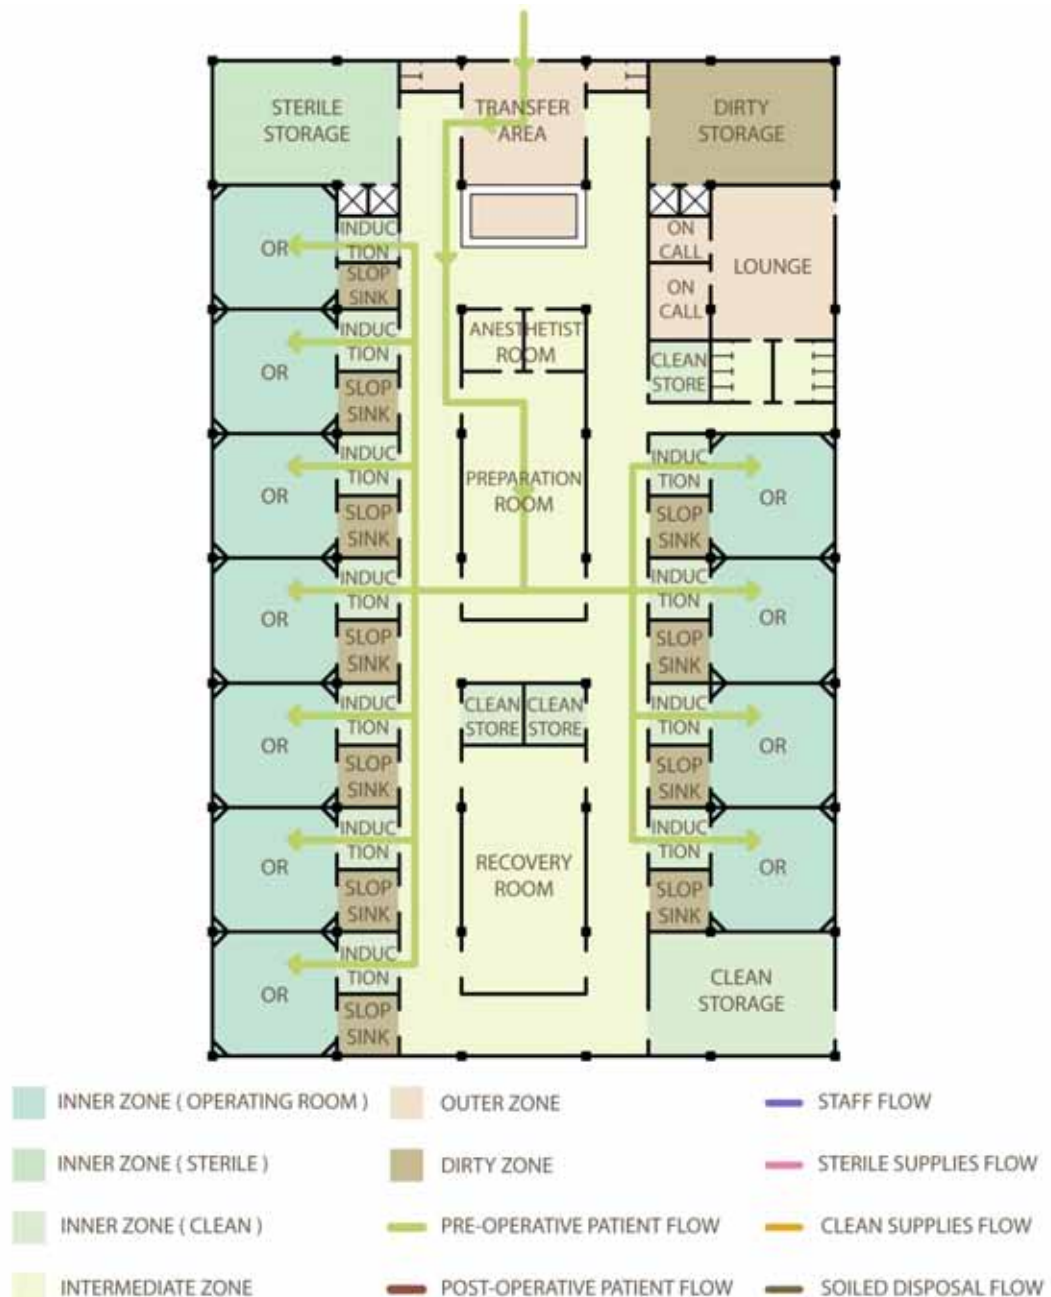 STERILE
STORAGE
TRANSFER
AREA
DIRTY
STORAGE
OR
INDUC
TION
SLOP
SINK
ON
CALL
LOUNGE
ON
CALL
OR
INDUC
TION
SLOP
SINK
ANESTHETIST
ROOM
CLEAN
STORE
OR
INDUC
TION
SLOP
SINK
PREPARATION
ROOM
INDUC
TION
SLOP
SINK
OR
OR
INDUC
TION
SLOP
SINK
INDUC
TION
SLOP
SINK
OR
OR
INDUC
TION
SLOP
SINK
CLEAN
STORE
CLEAN
STORE
INDUC
TION
SLOP
SINK
OR
OR
INDUC
TION
SLOP
SINK
RECOVERY
ROOM
INDUC
TION
SLOP
SINK
OR
OR
INDUC
TION
SLOP
SINK
CLEAN
STORAGE
INNER ZONE ( OPERATING ROOM )
OUTER ZONE
STAFF FLOW
INNER ZONE ( STERILE )
DIRTY ZONE
STERILE SUPPLIES FLOW
INNER ZONE ( CLEAN )
PRE-OPERATIVE PATIENT FLOW
CLEAN SUPPLIES FLOW
INTERMEDIATE ZONE
POST-OPERATIVE PATIENT FLOW
SOILED DISPOSAL FLOW